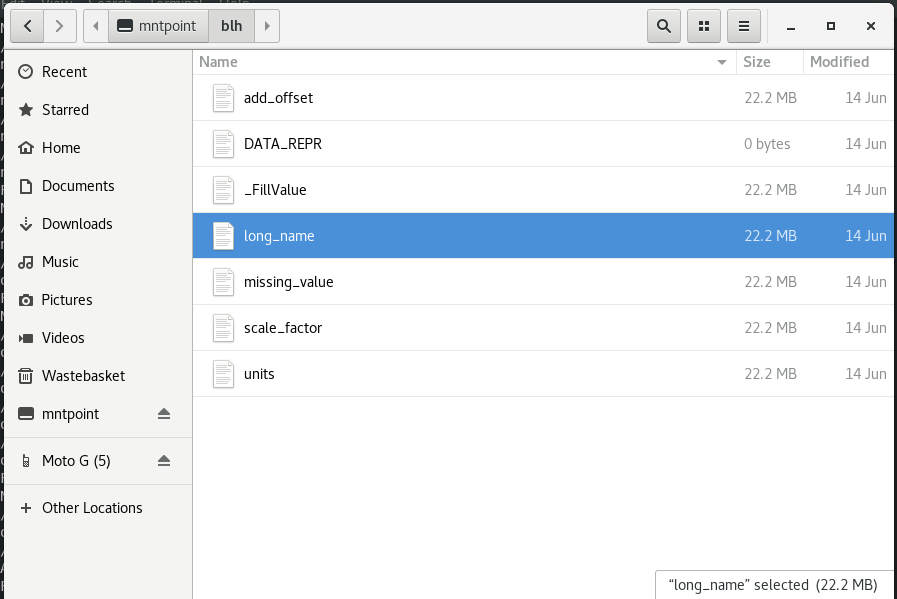 mntpoint blh
Name Size Modified
Recent
Starred
Home
Documents
Downloads
Music
Pictures
Videos
Wastebasket
mntpoint
Moto G (5)
Other Locations
add_offset 22.2 MB 14 Jun
DATA_REPR 0 bytes 14 Jun
_FillValue 22.2 MB 14 Jun
long_name 22.2 MB 14 Jun
missing_value 22.2 MB 14 Jun
scale_factor 22.2 MB 14 Jun
units 22.2 MB 14 Jun
“long_name” selected (22.2 MB)